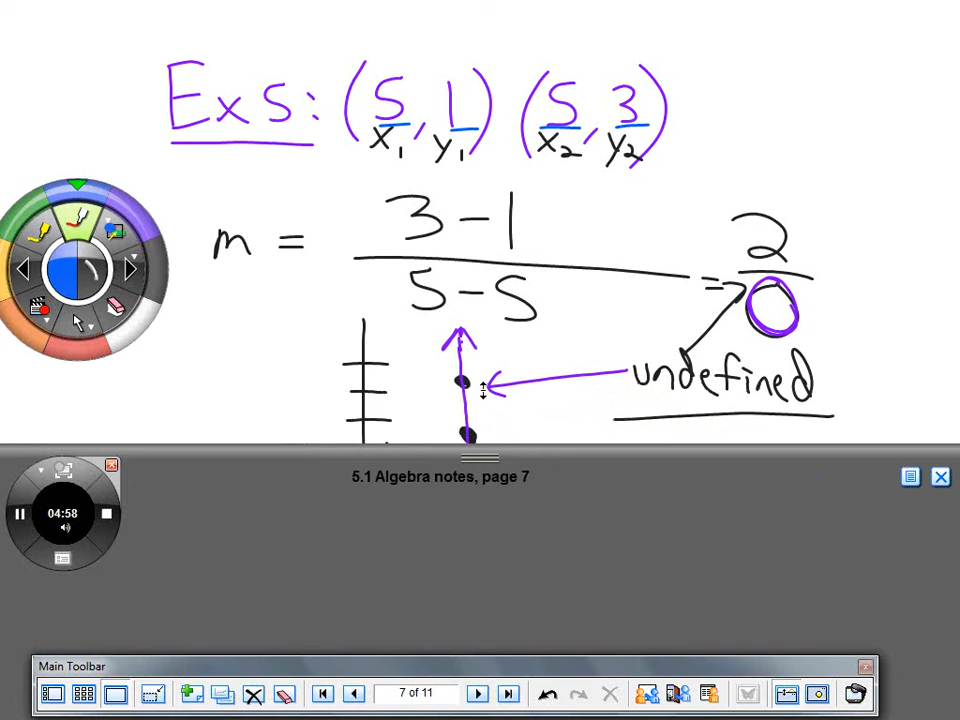 Ex 5: (5, 1) (5, 3)
x₁ y₁ x₂ y₂
m = 3 - 1 / 5 - 5 = 2 / 0
undefined
5.1 Algebra notes, page 7
04:58
Main Toolbar
7 of 11